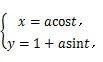 x = acost,
y = 1 + asint,